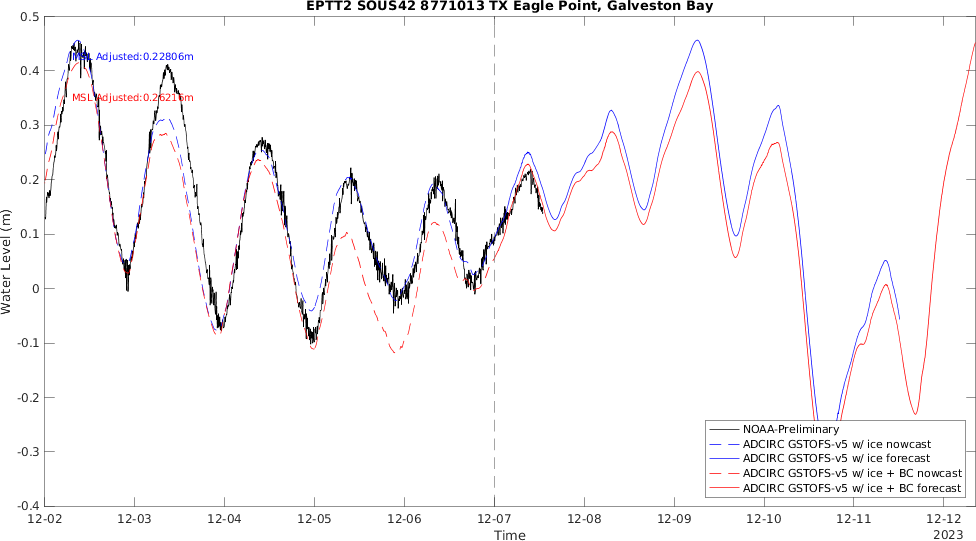 EPTT2 SOUS42 8771013 TX Eagle Point, Galveston Bay
Water Level (m)
0.5
0.4
0.3
0.2
0.1
0
-0.1
-0.2
-0.3
-0.4
MSL Adjusted:0.22806m
MSL Adjusted:0.26216m
NOAA-Preliminary
ADCIRC GSTOFS-v5 w/ ice nowcast
ADCIRC GSTOFS-v5 w/ ice forecast
ADCIRC GSTOFS-v5 w/ ice + BC nowcast
ADCIRC GSTOFS-v5 w/ ice + BC forecast
12-02 12-03 12-04 12-05 12-06 12-07 12-08 12-09 12-10 12-11 12-12
Time 2023